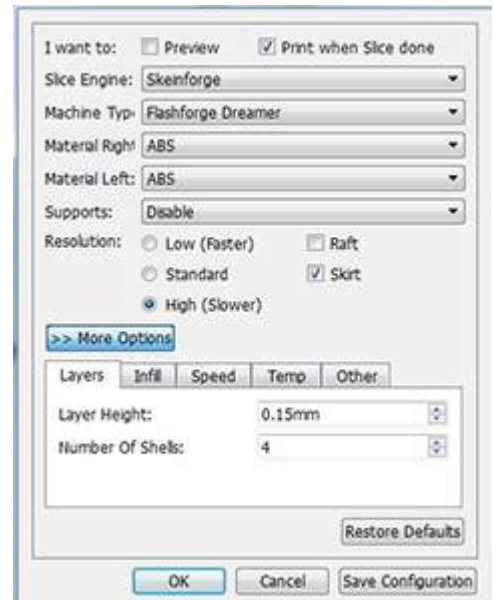 I want to: Preview Print when Slice done
Slice Engine: Skeinforge
Machine Typ Flashforge Dreamer
Material Right ABS
Material Left: ABS
Supports: Disable
Resolution: Low (Faster) Raft
Standard Skirt
High (Slower)
>> More Options
Layers Infill Speed Temp Other
Layer Height: 0.15mm
Number Of Shells: 4
Restore Defaults
OK Cancel Save Configuration